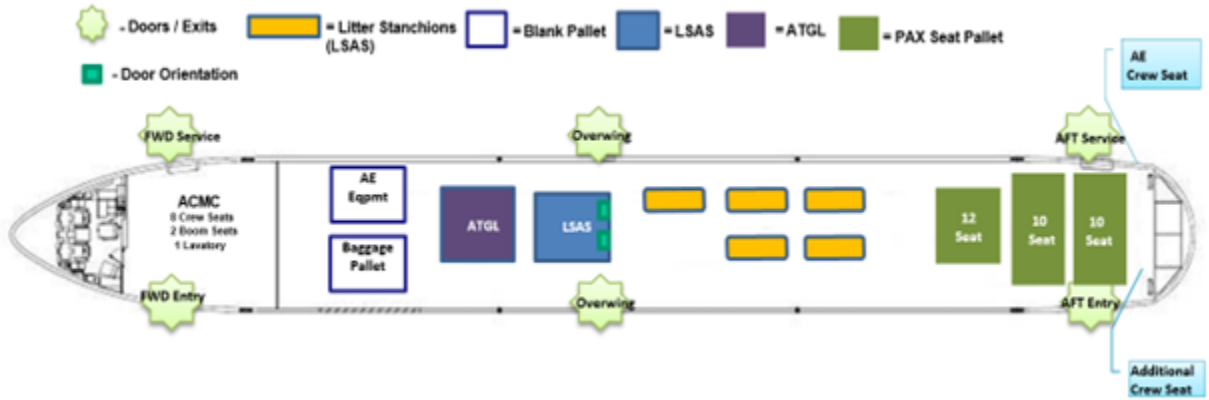 - Doors / Exits
= Litter Stanchions
(LSAS)
= Blank Pallet
= LSAS
= ATGL
= PAX Seat Pallet
- Door Orientation
AE
Crew Seat
FWD Service
Overwing
AFT Service
ACMC
8 Crew Seats
2 Boom Seats
1 Lavatory
AE
Eqpmt
Baggage
Pallet
ATGL
LSAS
12
Seat
10
Seat
10
Seat
FWD Entry
Overwing
AFT Entry
Additional
Crew Seat